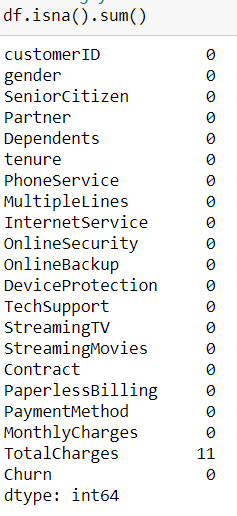 df.isna().sum()
customerID 0
gender 0
SeniorCitizen 0
Partner 0
Dependents 0
tenure 0
PhoneService 0
MultipleLines 0
InternetService 0
OnlineSecurity 0
OnlineBackup 0
DeviceProtection 0
TechSupport 0
StreamingTV 0
StreamingMovies 0
Contract 0
PaperlessBilling 0
PaymentMethod 0
MonthlyCharges 0
TotalCharges 11
Churn 0
dtype: int64